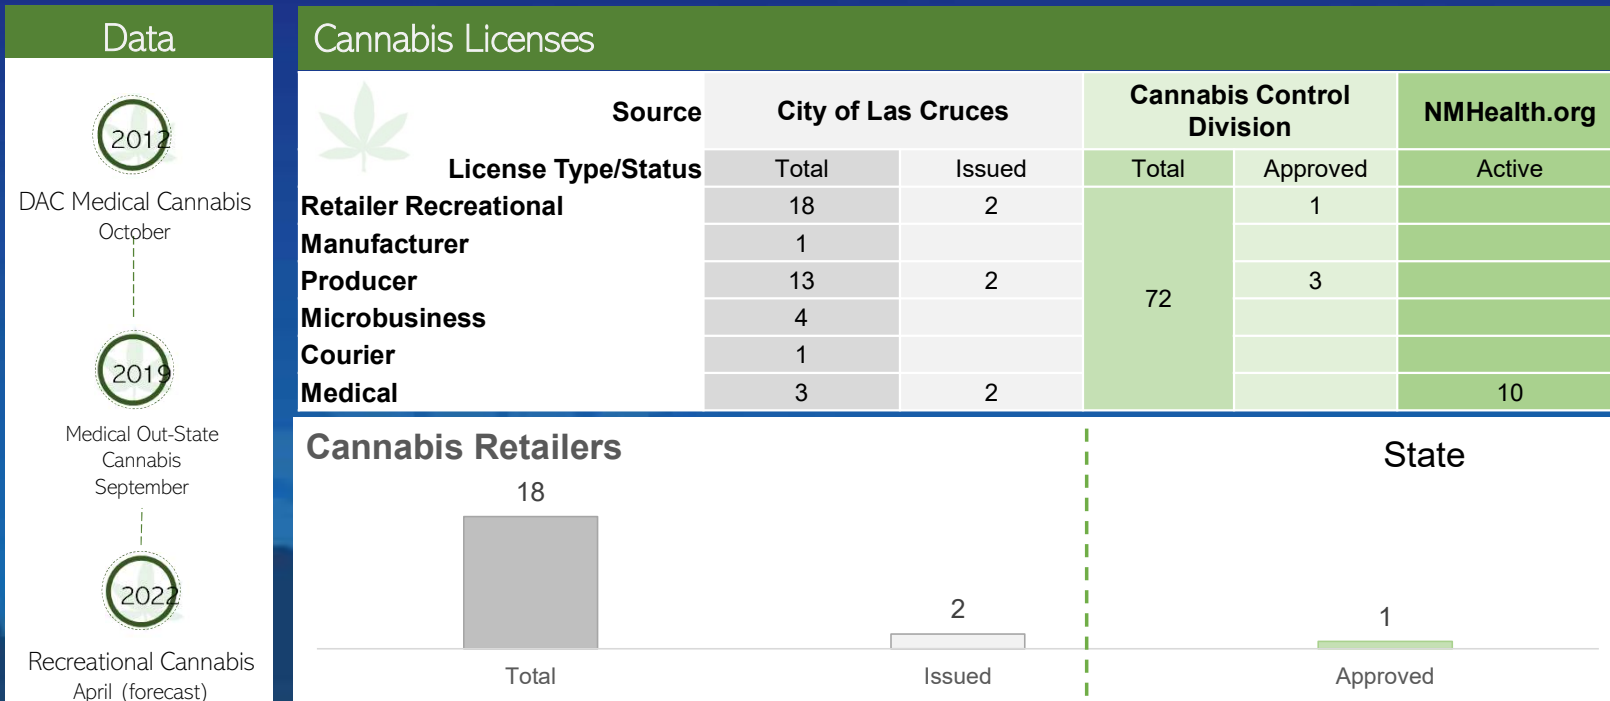 Data
2012
DAC Medical Cannabis
October
2019
Medical Out-State
Cannabis
September
2022
Recreational Cannabis
April (forecast)
Cannabis Licenses
Source City of Las Cruces Cannabis Control Division NMHealth.org
License Type/Status Total Issued Total Approved Active
Retailer Recreational 18 2 1
Manufacturer 1
Producer 13 2 3
72
Microbusiness 4
Courier 1
Medical 3 2 10
Cannabis Retailers
State
18
2
1
Total Issued Approved